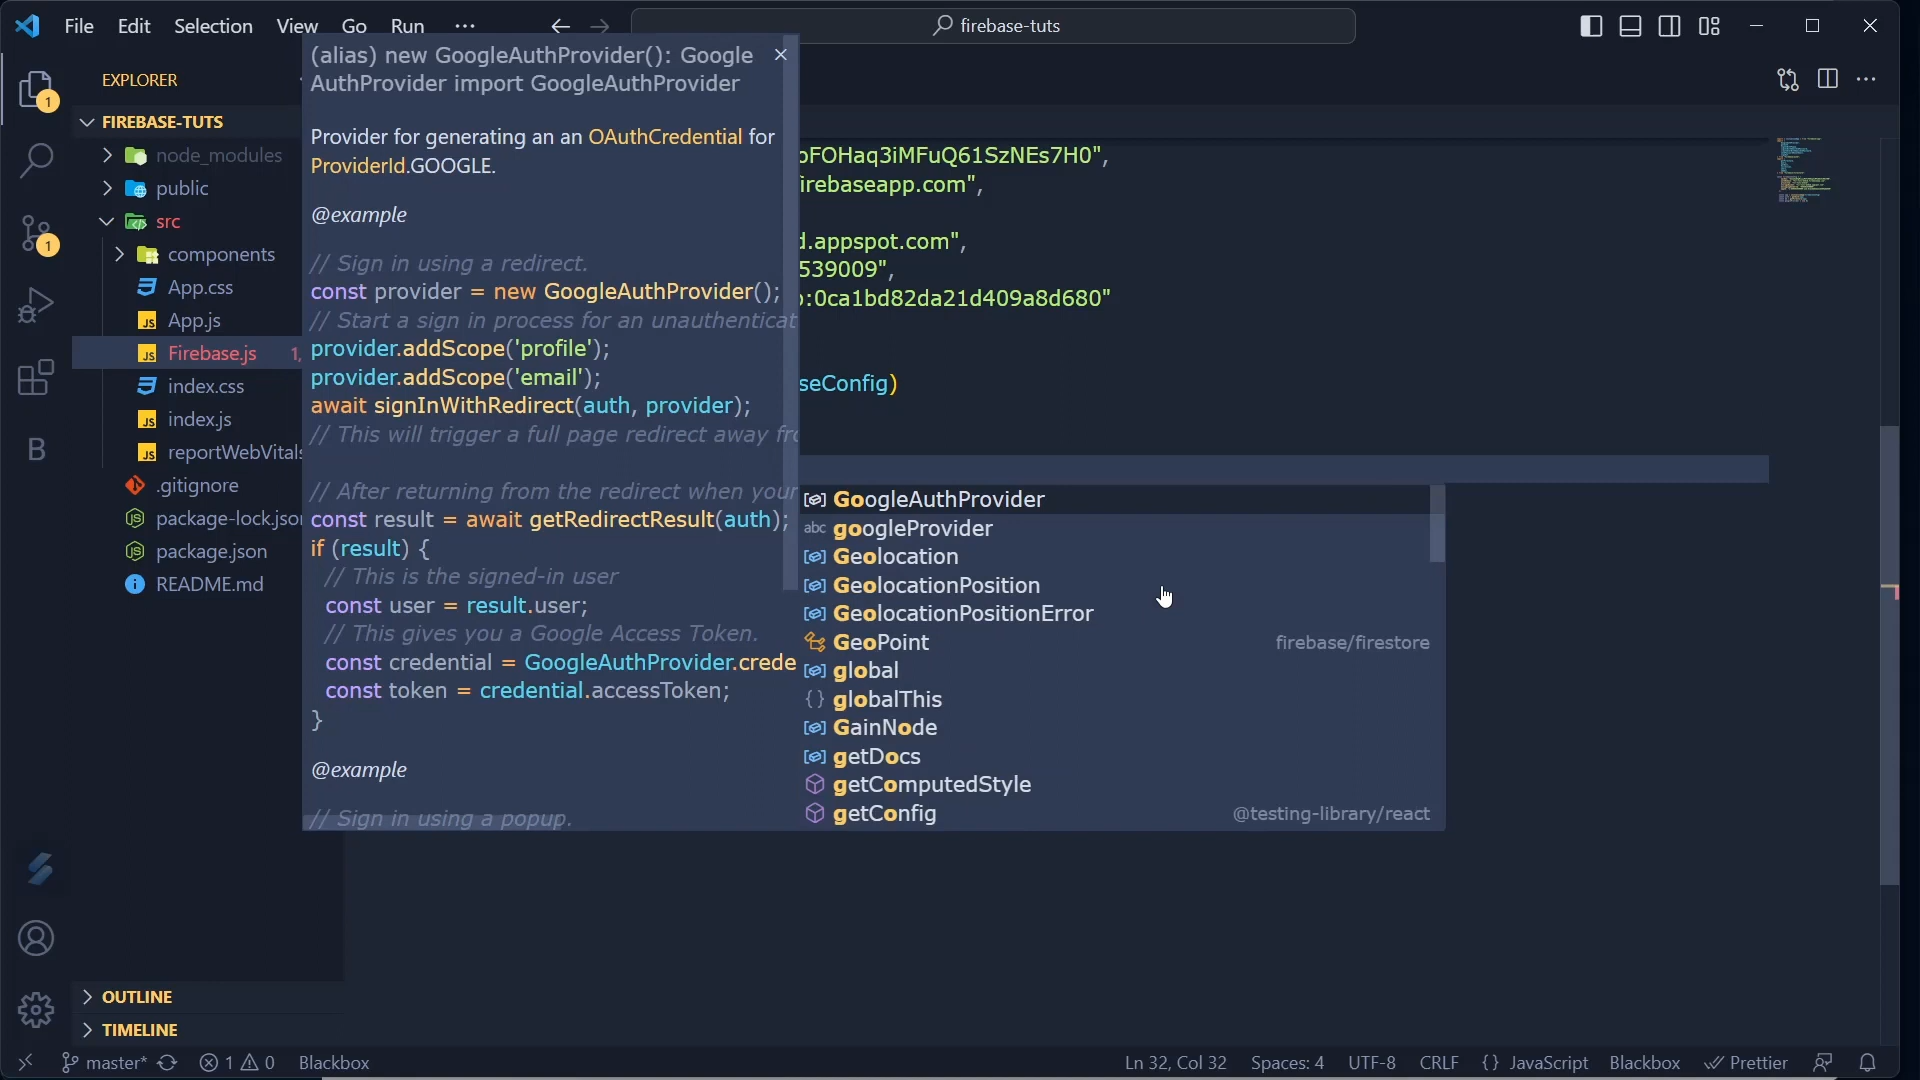 File Edit Selection View Go Run ···
firebase-tuts
EXPLORER
FIREBASE-TUTS
node_modules
public
src
components
App.css
App.js
Firebase.js 1,
index.css
index.js
reportWebVitals
.gitignore
package-lock.json
package.json
README.md
OUTLINE
TIMELINE
1
1
B
(alias) new GoogleAuthProvider(): Google
AuthProvider import GoogleAuthProvider
Provider for generating an an OAuthCredential for
ProviderId.GOOGLE.
@example
// Sign in using a redirect.
const provider = new GoogleAuthProvider();
// Start a sign in process for an unauthenticat
provider.addScope('profile');
provider.addScope('email');
await signInWithRedirect(auth, provider);
// This will trigger a full page redirect away fro
// After returning from the redirect when your
const result = await getRedirectResult(auth);
if (result) {
// This is the signed-in user
const user = result.user;
// This gives you a Google Access Token.
const credential = GoogleAuthProvider.crede
const token = credential.accessToken;
}
@example
// Sign in using a popup.
oFOHaq3iMFuQ61SzNEs7H0",
irebaseapp.com",
d.appspot.com",
539009",
:0ca1bd82da21d409a8d680"
seConfig)
GoogleAuthProvider
abc googleProvider
Geolocation
GeolocationPosition
GeolocationPositionError
GeoPoint firebase/firestore
global
{} globalThis
GainNode
getDocs
getComputedStyle
getConfig @testing-library/react
master* 1 0 Blackbox
Ln 32, Col 32 Spaces: 4 UTF-8 CRLF {} JavaScript Blackbox Prettier